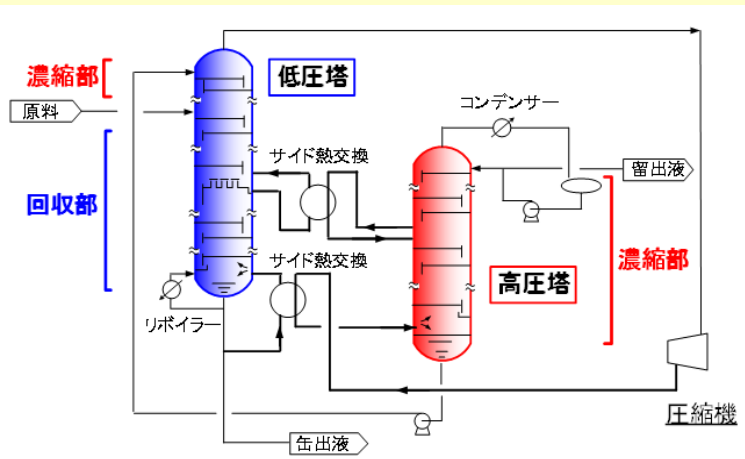 濃縮部
低圧塔
コンデンサー
原料
サイド熱交換
留出液
回収部
濃縮部
サイド熱交換
高圧塔
リボイラー
圧縮機
缶出液